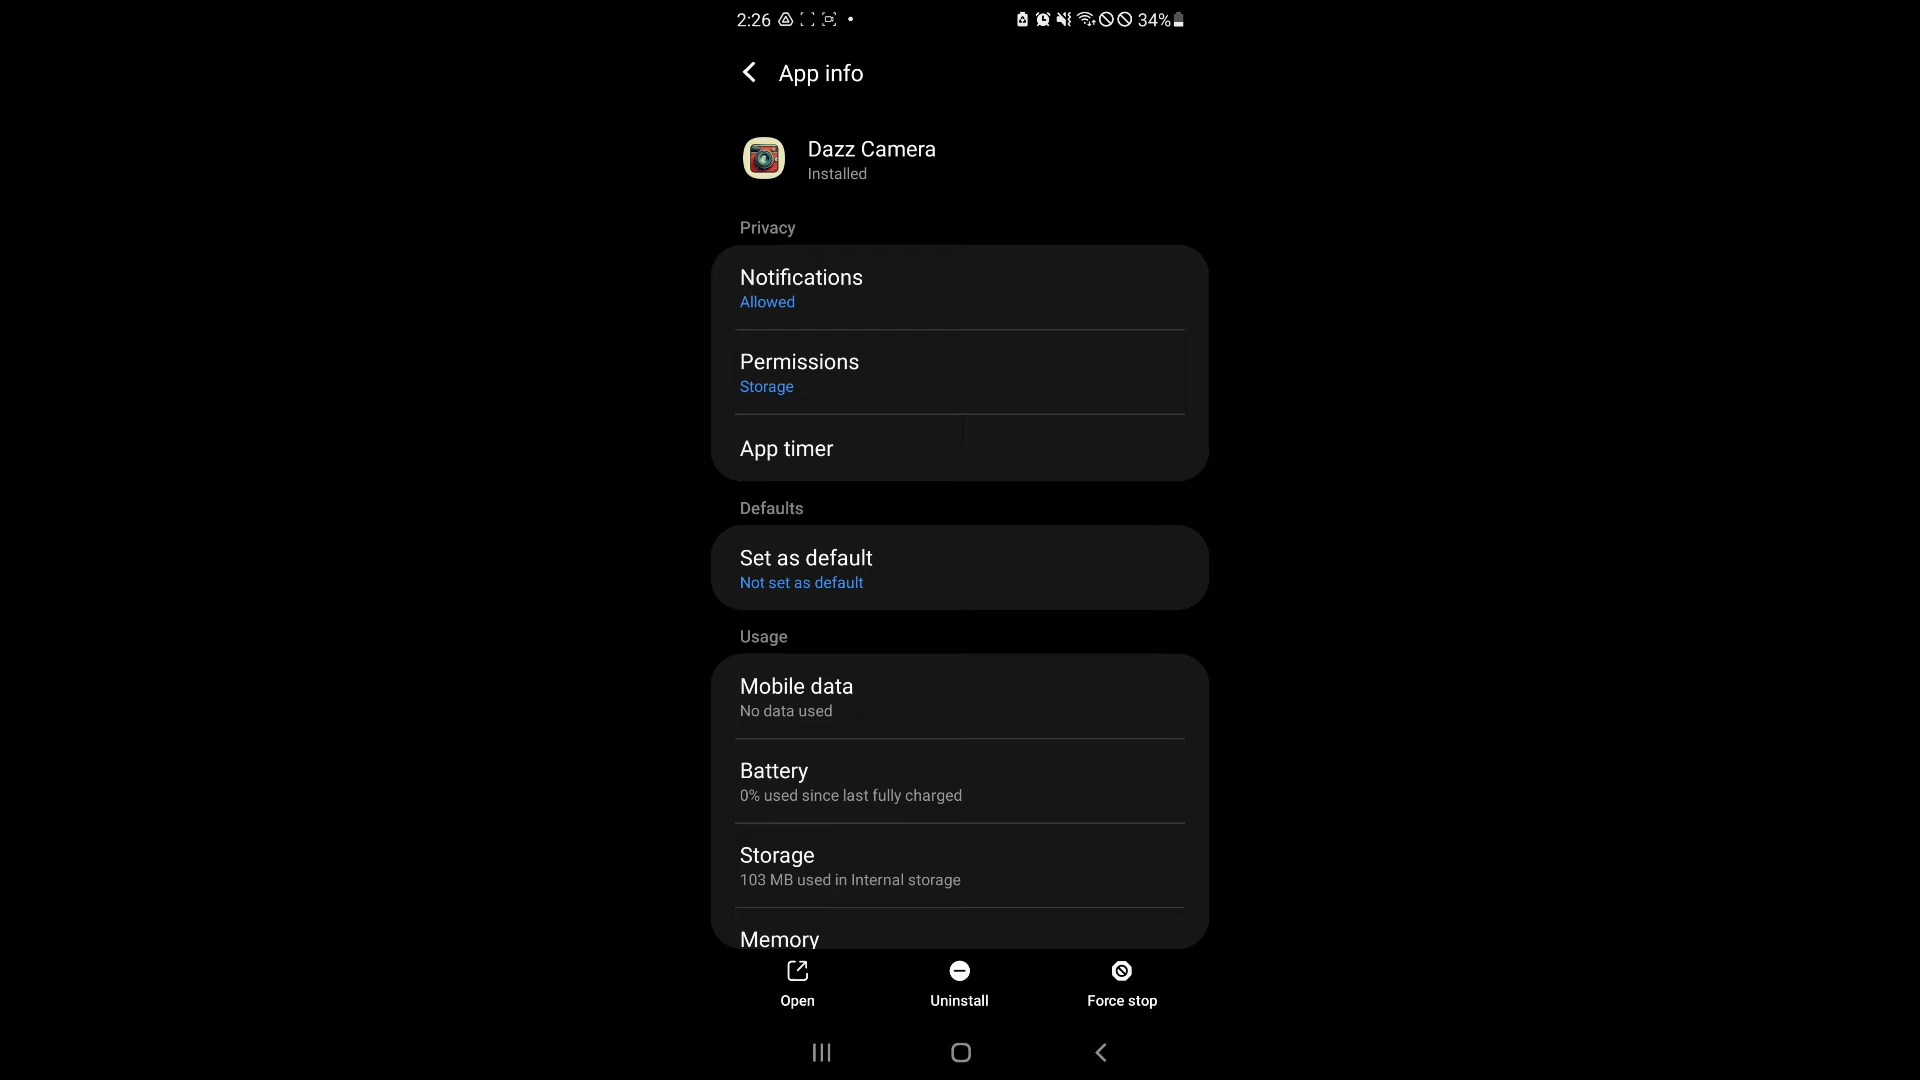 2:26 34%
App info
Dazz Camera
Installed
Privacy
Notifications
Allowed
Permissions
Storage
App timer
Defaults
Set as default
Not set as default
Usage
Mobile data
No data used
Battery
0% used since last fully charged
Storage
103 MB used in Internal storage
Memory
Open Uninstall Force stop